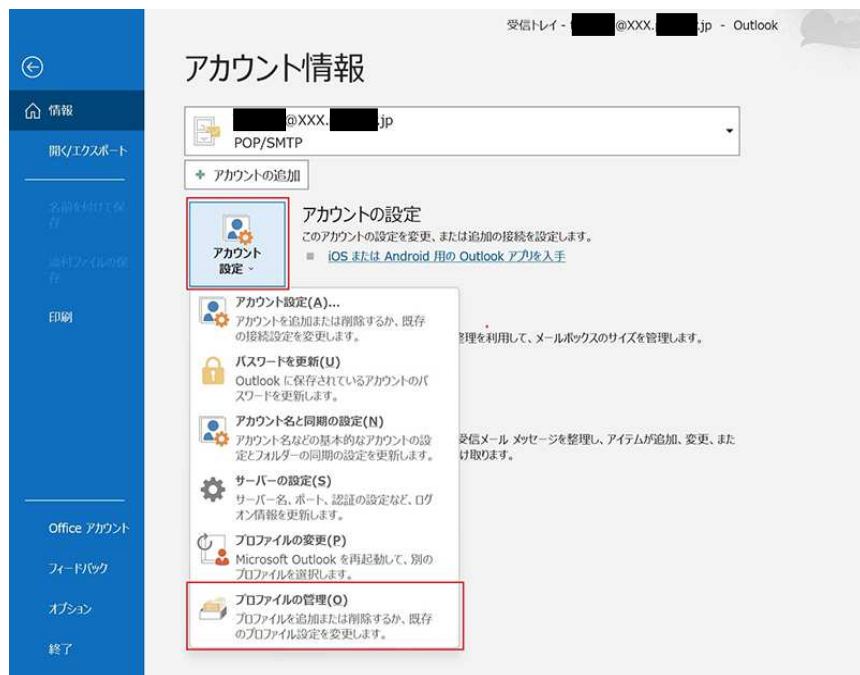 受信トレイ - @XXX. .jp - Outlook
アカウント情報
情報
開く/エクスポート
名前を付けて保
存
添付ファイルの保
存
印刷
Office アカウント
フィードバック
オプション
終了
@XXX. .jp
POP/SMTP
+ アカウントの追加
アカウント
設定
アカウントの設定
このアカウントの設定を変更、または追加の接続を設定します。
iOS または Android 用の Outlook アプリを入手
アカウント設定(A)...
アカウントを追加または削除するか、既存
の接続設定を変更します。
理を利用して、メールボックスのサイズを管理します。
パスワードを更新(U)
Outlook に保存されているアカウントのパ
スワードを更新します。
アカウント名と同期の設定(N)
アカウント名などの基本的なアカウントの設
定とフォルダーの同期の設定を更新します。
受信メール メッセージを整理し、アイテムが追加、変更、また
け取ります。
サーバーの設定(S)
サーバー名、ポート、認証の設定など、ログ
オン情報を更新します。
プロファイルの変更(P)
Microsoft Outlook を再起動して、別の
プロファイルを選択します。
プロファイルの管理(O)
プロファイルを追加または削除するか、既存
のプロファイル設定を変更します。